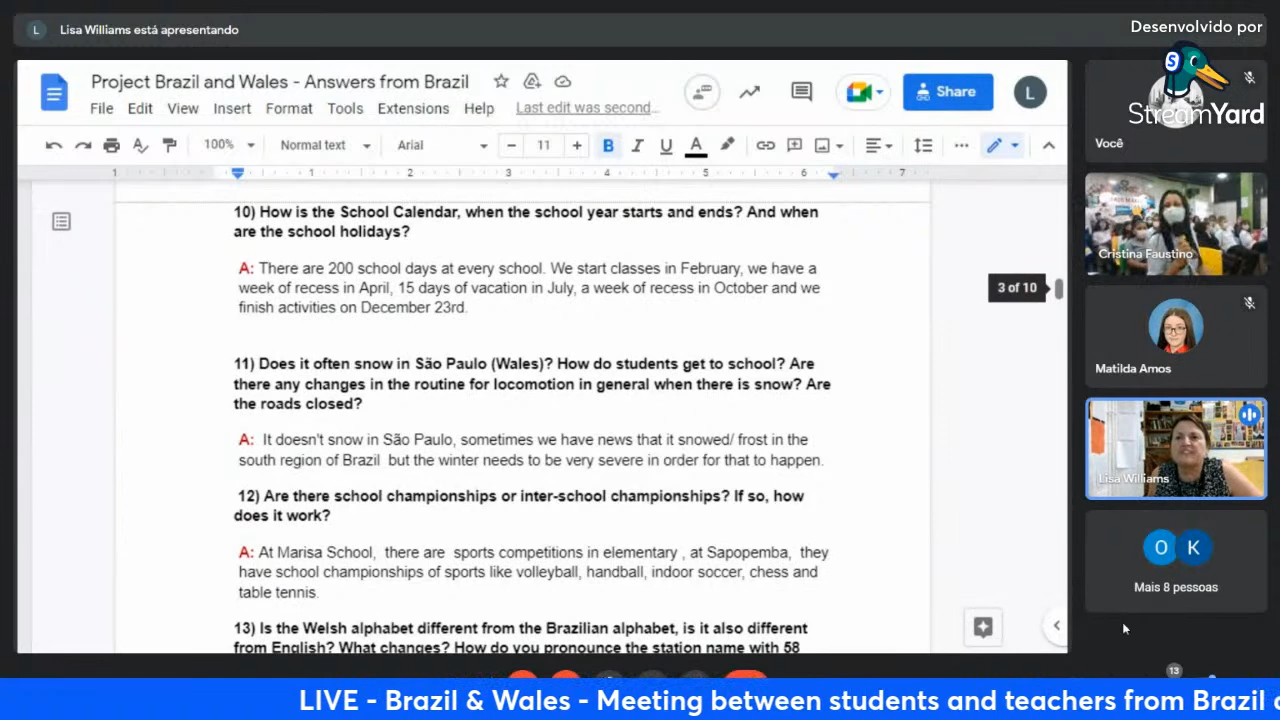 Lisa Williams está apresentando
L
Desenvolvido por
StreamYard
Project Brazil and Wales - Answers from Brazil
File Edit View Insert Format Tools Extensions Help Last edit was second...
Share
L
100% Normal text Arial 11 B I U A
1 1 2 3 4 5 6 7
10) How is the School Calendar, when the school year starts and ends? And when
are the school holidays?
A: There are 200 school days at every school. We start classes in February, we have a
week of recess in April, 15 days of vacation in July, a week of recess in October and we
finish activities on December 23rd.
3 of 10
11) Does it often snow in São Paulo (Wales)? How do students get to school? Are
there any changes in the routine for locomotion in general when there is snow? Are
the roads closed?
A: It doesn't snow in São Paulo, sometimes we have news that it snowed/ frost in the
south region of Brazil but the winter needs to be very severe in order for that to happen.
12) Are there school championships or inter-school championships? If so, how
does it work?
A: At Marisa School, there are sports competitions in elementary , at Sapopemba, they
have school championships of sports like volleyball, handball, indoor soccer, chess and
table tennis.
13) Is the Welsh alphabet different from the Brazilian alphabet, is it also different
from English? What changes? How do you pronounce the station name with 58
Você
Cristina Faustino
Matilda Amos
Lisa Williams
O K
Mais 8 pessoas
13
LIVE - Brazil & Wales - Meeting between students and teachers from Brazil